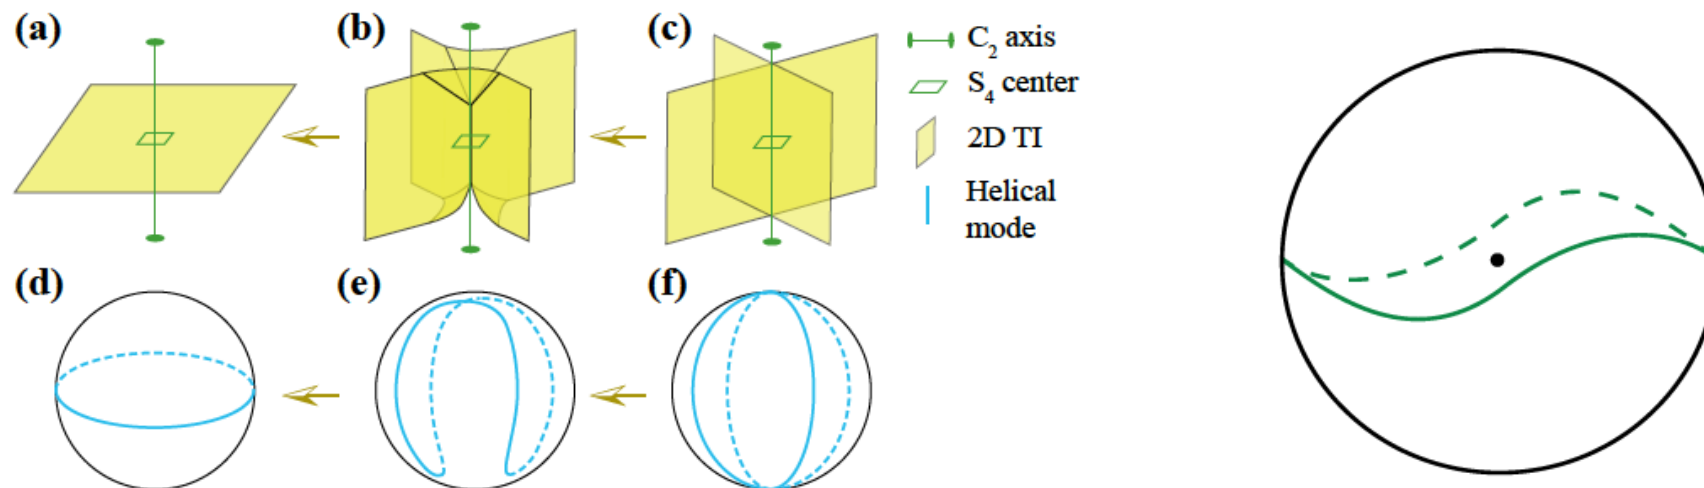 (a)
(b)
(c)
C₂ axis
S₄ center
2D TI
Helical
mode
(d)
(e)
(f)